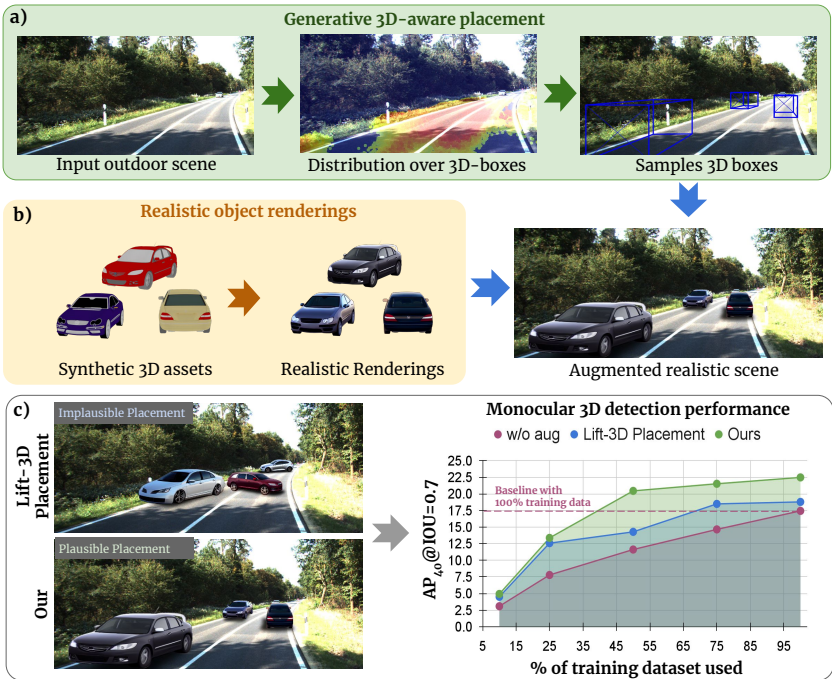 a)
Generative 3D-aware placement
Input outdoor scene
Distribution over 3D-boxes
Samples 3D boxes
b)
Realistic object renderings
Synthetic 3D assets
Realistic Renderings
Augmented realistic scene
c)
Lift-3D
Placement
Implausible Placement
Our
Plausible Placement
Monocular 3D detection performance
w/o aug
Lift-3D Placement
Ours
AP40@IOU=0.7
25.0
22.5
20.0
17.5
15.0
12.5
10.0
7.5
5.0
2.5
0.0
Baseline with
100% training data
5 15 25 35 45 55 65 75 85 95
% of training dataset used